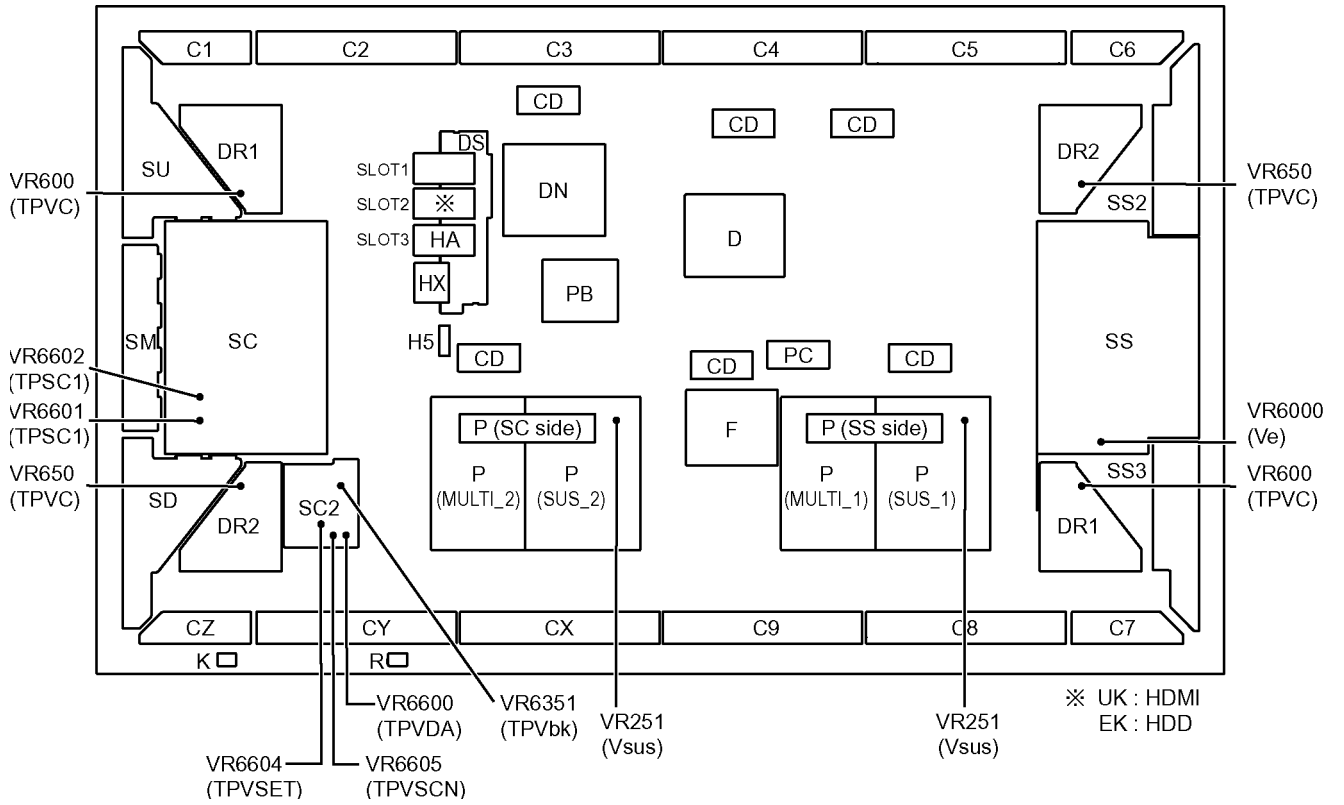 C1 C2 C3 C4 C5 C6
CD
CD CD
DS
DR1 DR2
SU
SLOT1
VR600
(TPVC)
VR650
(TPVC)
DN
SLOT2 ※
SS2
SLOT3 HA
D
HX
PB
SM SC H5 SS
CD PC
CD CD
VR6602
(TPSC1)
VR6601
(TPSC1)
VR6000
(Ve)
P (SC side) F P (SS side)
VR650
(TPVC)
VR600
(TPVC)
P
(MULTI_2)
P
(SUS_2)
P
(MULTI_1)
P
(SUS_1)
SD SS3
SC2
DR2 DR1
CZ CY CX C9 C8 C7
K R
VR6600
(TPVDA)
VR6351
(TPVbk)
VR251
(Vsus)
VR251
(Vsus)
※ UK : HDMI
EK : HDD
VR6604
(TPVSET)
VR6605
(TPVSCN)